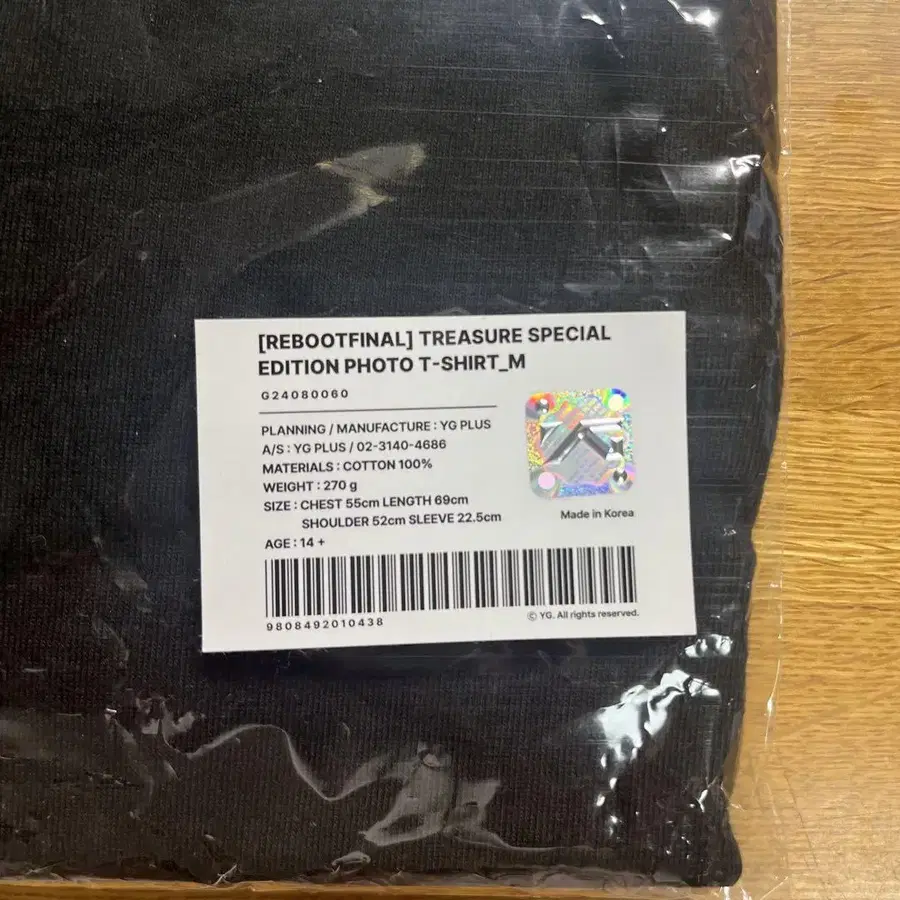 [REBOOTFINAL] TREASURE SPECIAL
EDITION PHOTO T-SHIRT_M
G24080060
PLANNING / MANUFACTURE : YG PLUS
A/S : YG PLUS / 02-3140-4686
MATERIALS : COTTON 100%
WEIGHT : 270 g
SIZE : CHEST 55cm LENGTH 69cm
SHOULDER 52cm SLEEVE 22.5cm
AGE : 14 +
Made in Korea
9808492010438
© YG. All rights reserved.